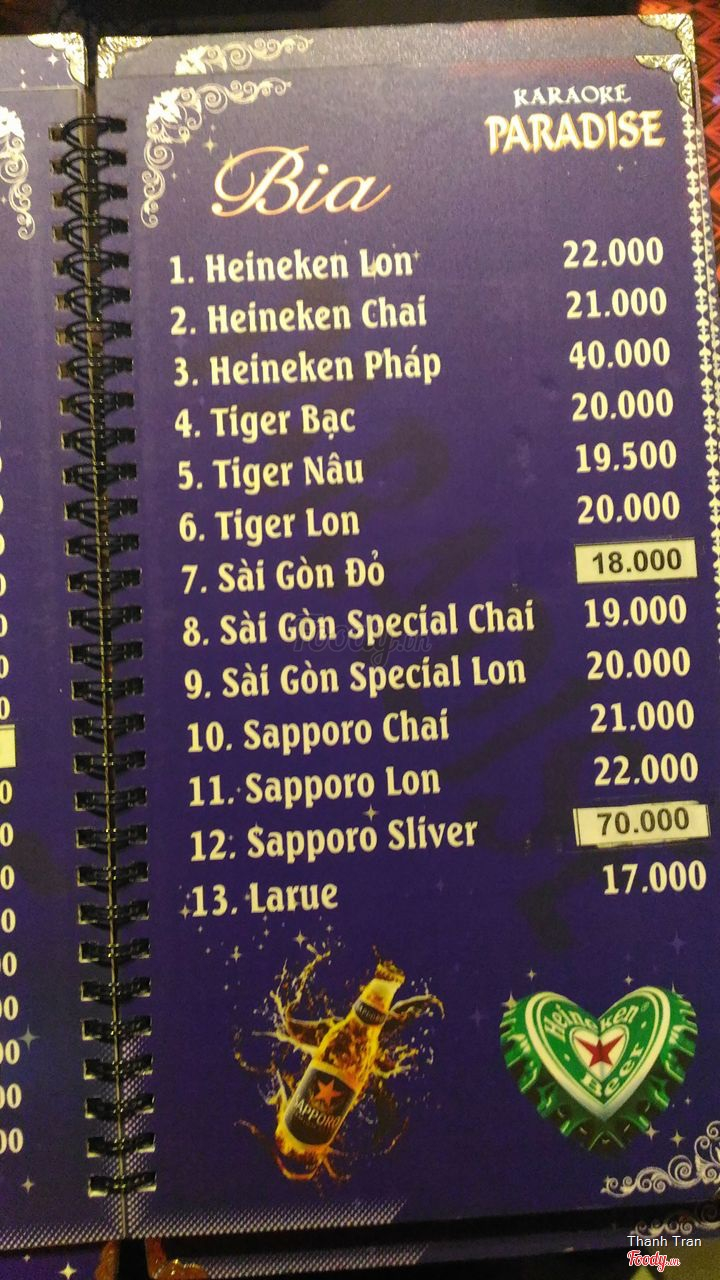 KARAOKE
PARADISE
Bia
1. Heineken Lon 22.000
2. Heineken Chai 21.000
3. Heineken Pháp 40.000
4. Tiger Bạc 20.000
5. Tiger Nâu 19.500
6. Tiger Lon 20.000
7. Sài Gòn Đỏ 18.000
8. Sài Gòn Special Chai 19.000
9. Sài Gòn Special Lon 20.000
10. Sapporo Chai 21.000
11. Sapporo Lon 22.000
12. Sapporo Sliver 70.000
13. Larue 17.000
SAPPORO
Heineken
Beer
Foody.vn
Thanh Tran
Foody.vn